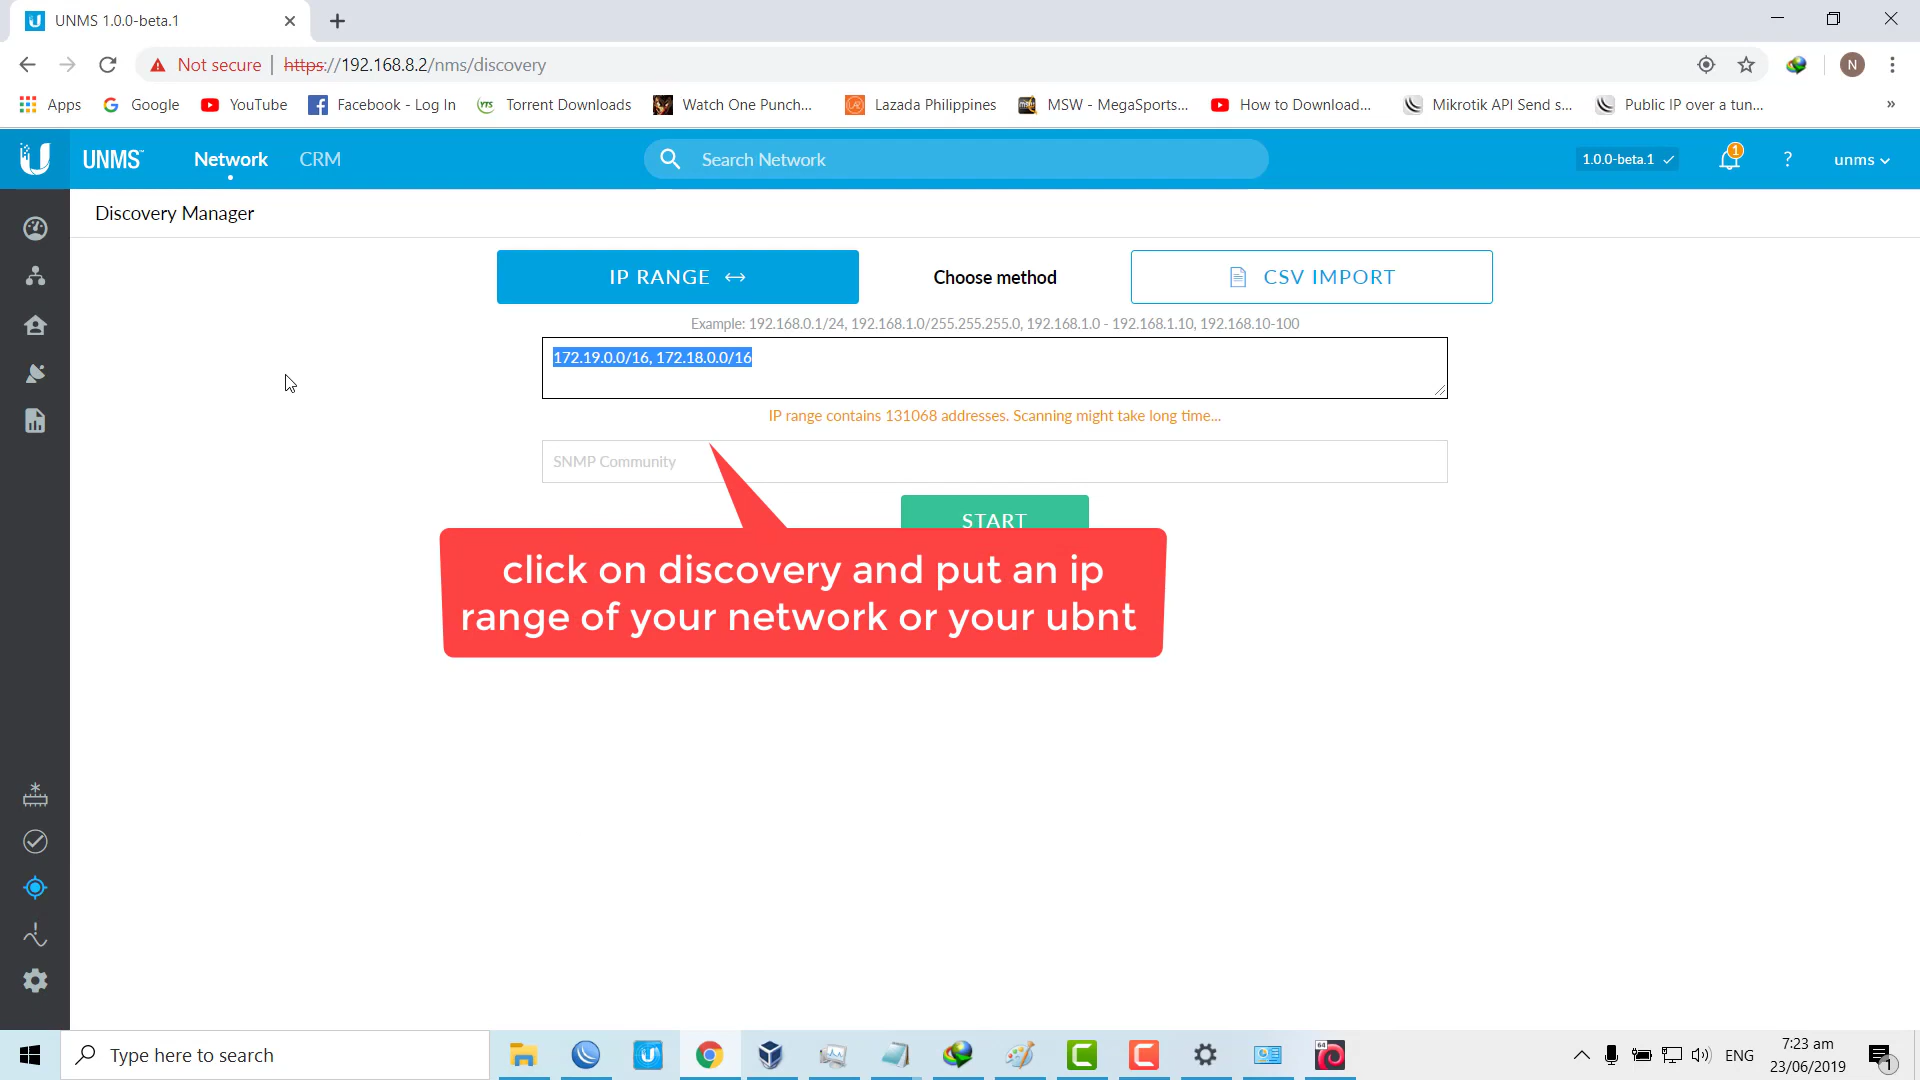 UNMS 1.0.0-beta.1
Not secure | https://192.168.8.2/nms/discovery
N
Apps Google YouTube Facebook - Log In Torrent Downloads Watch One Punch... Lazada Philippines MSW - MegaSports... How to Download... Mikrotik API Send s... Public IP over a tun... »
UNMS Network CRM Search Network 1.0.0-beta.1 1 ? unms
Discovery Manager
IP RANGE Choose method CSV IMPORT
Example: 192.168.0.1/24, 192.168.1.0/255.255.255.0, 192.168.1.0 - 192.168.1.10, 192.168.10-100
172.19.0.0/16, 172.18.0.0/16
IP range contains 131068 addresses. Scanning might take long time...
SNMP Community
START
click on discovery and put an ip
range of your network or your ubnt
Type here to search
64
ENG
7:23 am
23/06/2019
1